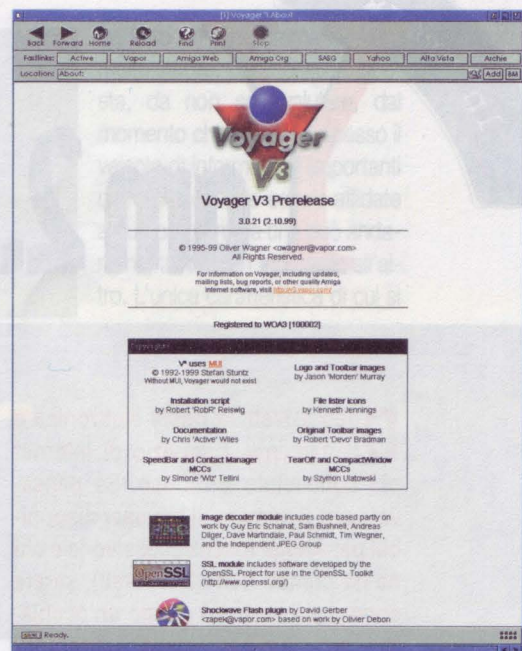 [1] Voyager ° About
Back Forward Home Reload Find Print Stop
Fastlinks: Active Vapor Amiga Web Amiga Org SASG Yahoo Alta Vista Archie
Location: About: Add BM
Voyager
V3
Voyager V3 Prerelease
3.0.21 (2.10.99)
© 1995-99 Oliver Wagner <owagner@vapor.com>
All Rights Reserved
For information on Voyager, including updates,
mailing lists, bug reports, or other quality Amiga
internet software, visit http://v3.vapor.com/
Registered to WOA3 [100002]
V³ uses MUI
© 1992-1999 Stefan Stuntz
Without MUI, Voyager would not exist
Logo and Toolbar images
by Jason 'Morden' Murray
Installation script
by Robert 'RobR' Reiswig
File lister icons
by Kenneth Jennings
Documentation
by Chris 'Active' Wiles
Original Toolbar images
by Robert 'Devo' Bradman
SpeedBar and Contact Manager
MCCs
by Simone 'Wiz' Tellini
TearOff and CompactWindow
MCCs
by Szymon Ulatowski
Image decoder module includes code based partly on
work by Guy Eric Schalnat, Sam Bushnell, Andreas
Dilger, Dave Martindale, Paul Schmidt, Tim Wegner,
and the Independent JPEG Group
OpenSSL
SSL module includes software developed by the
OpenSSL Project for use in the OpenSSL Toolkit
(http://www.openssl.org/)
Shockwave Flash plugin by David Gerber
<zapek@vapor.com> based on work by Olivier Debon
Ready.